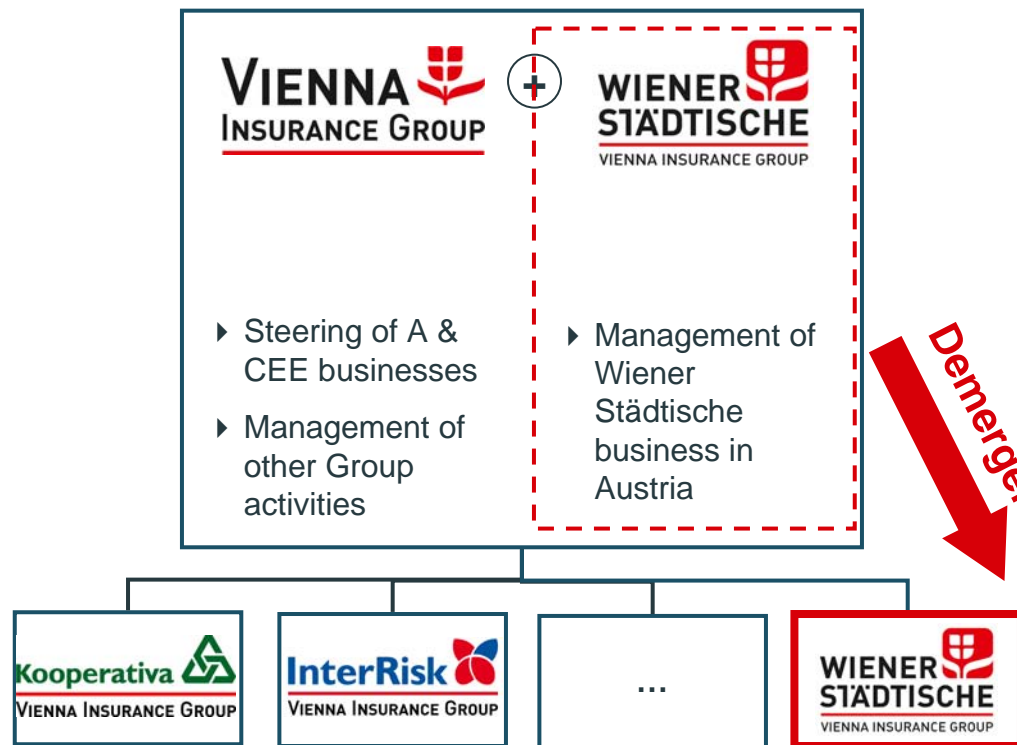 VIENNA
INSURANCE GROUP
+
WIENER
STÄDTISCHE
VIENNA INSURANCE GROUP
Steering of A &
CEE businesses
Management of
other Group
activities
Management of
Wiener
Städtische
business in
Austria
Demerger
Kooperativa
VIENNA INSURANCE GROUP
InterRisk
VIENNA INSURANCE GROUP
...
WIENER
STÄDTISCHE
VIENNA INSURANCE GROUP